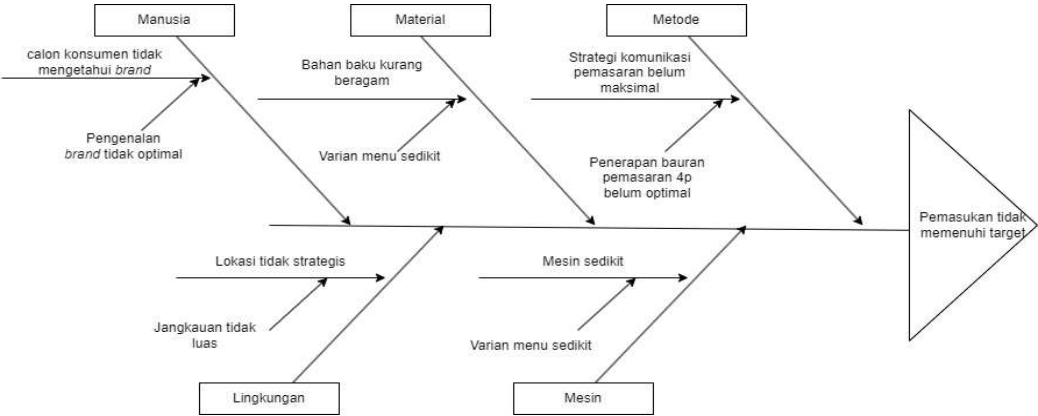 Manusia
Material
Metode
calon konsumen tidak
mengetahui brand
Pengenalan
brand tidak optimal
Bahan baku kurang
beragam
Varian menu sedikit
Strategi komunikasi
pemasaran belum
maksimal
Penerapan bauran
pemasaran 4p
belum optimal
Pemasukan tidak
memenuhi target
Lokasi tidak strategis
Jangkauan tidak
luas
Mesin sedikit
Varian menu sedikit
Lingkungan
Mesin